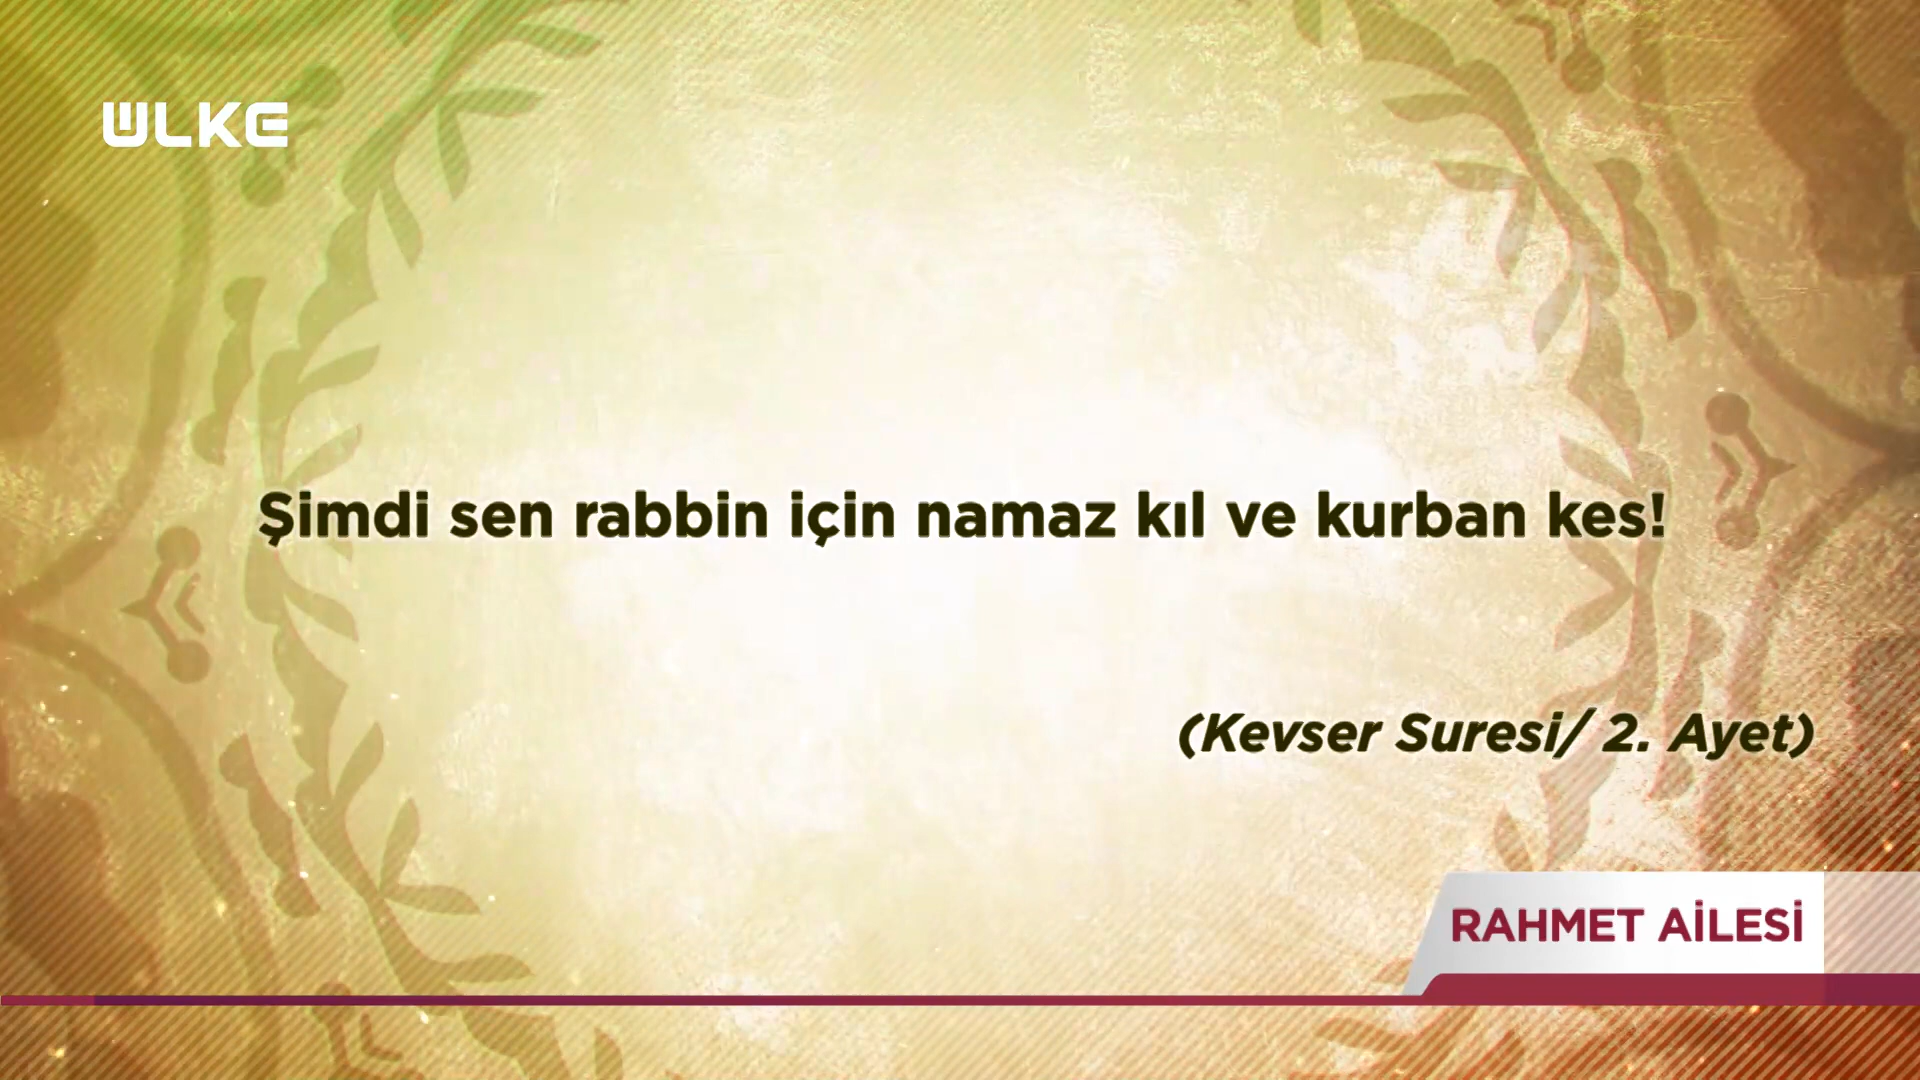 ÜLKE
Şimdi sen rabbin için namaz kıl ve kurban kes!
(Kevser Suresi/ 2. Ayet)
RAHMET AİLESİ